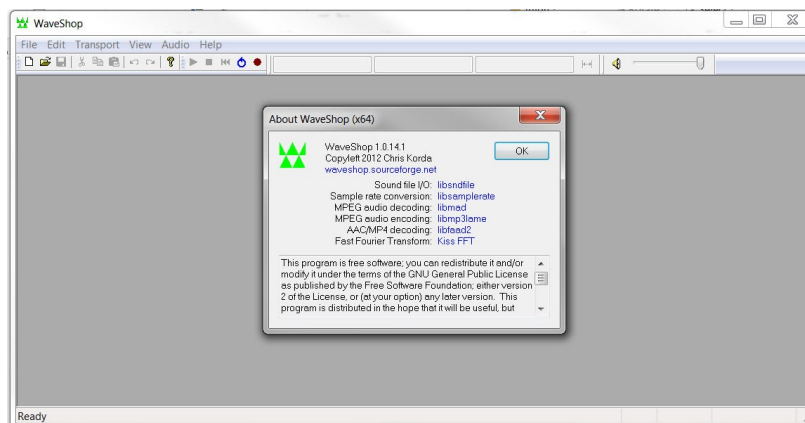 WaveShop
File Edit Transport View Audio Help
About WaveShop (x64)
WaveShop 1.0.14.1
Copyleft 2012 Chris Korda
waveshop.sourceforge.net
OK
Sound file I/O: libsndfile
Sample rate conversion: libsamplerate
MPEG audio decoding: libmad
MPEG audio encoding: libmp3lame
AAC/MP4 decoding: libfaad2
Fast Fourier Transform: Kiss FFT
This program is free software; you can redistribute it and/or
modify it under the terms of the GNU General Public License
as published by the Free Software Foundation; either version
2 of the License, or (at your option) any later version. This
program is distributed in the hope that it will be useful, but
Ready